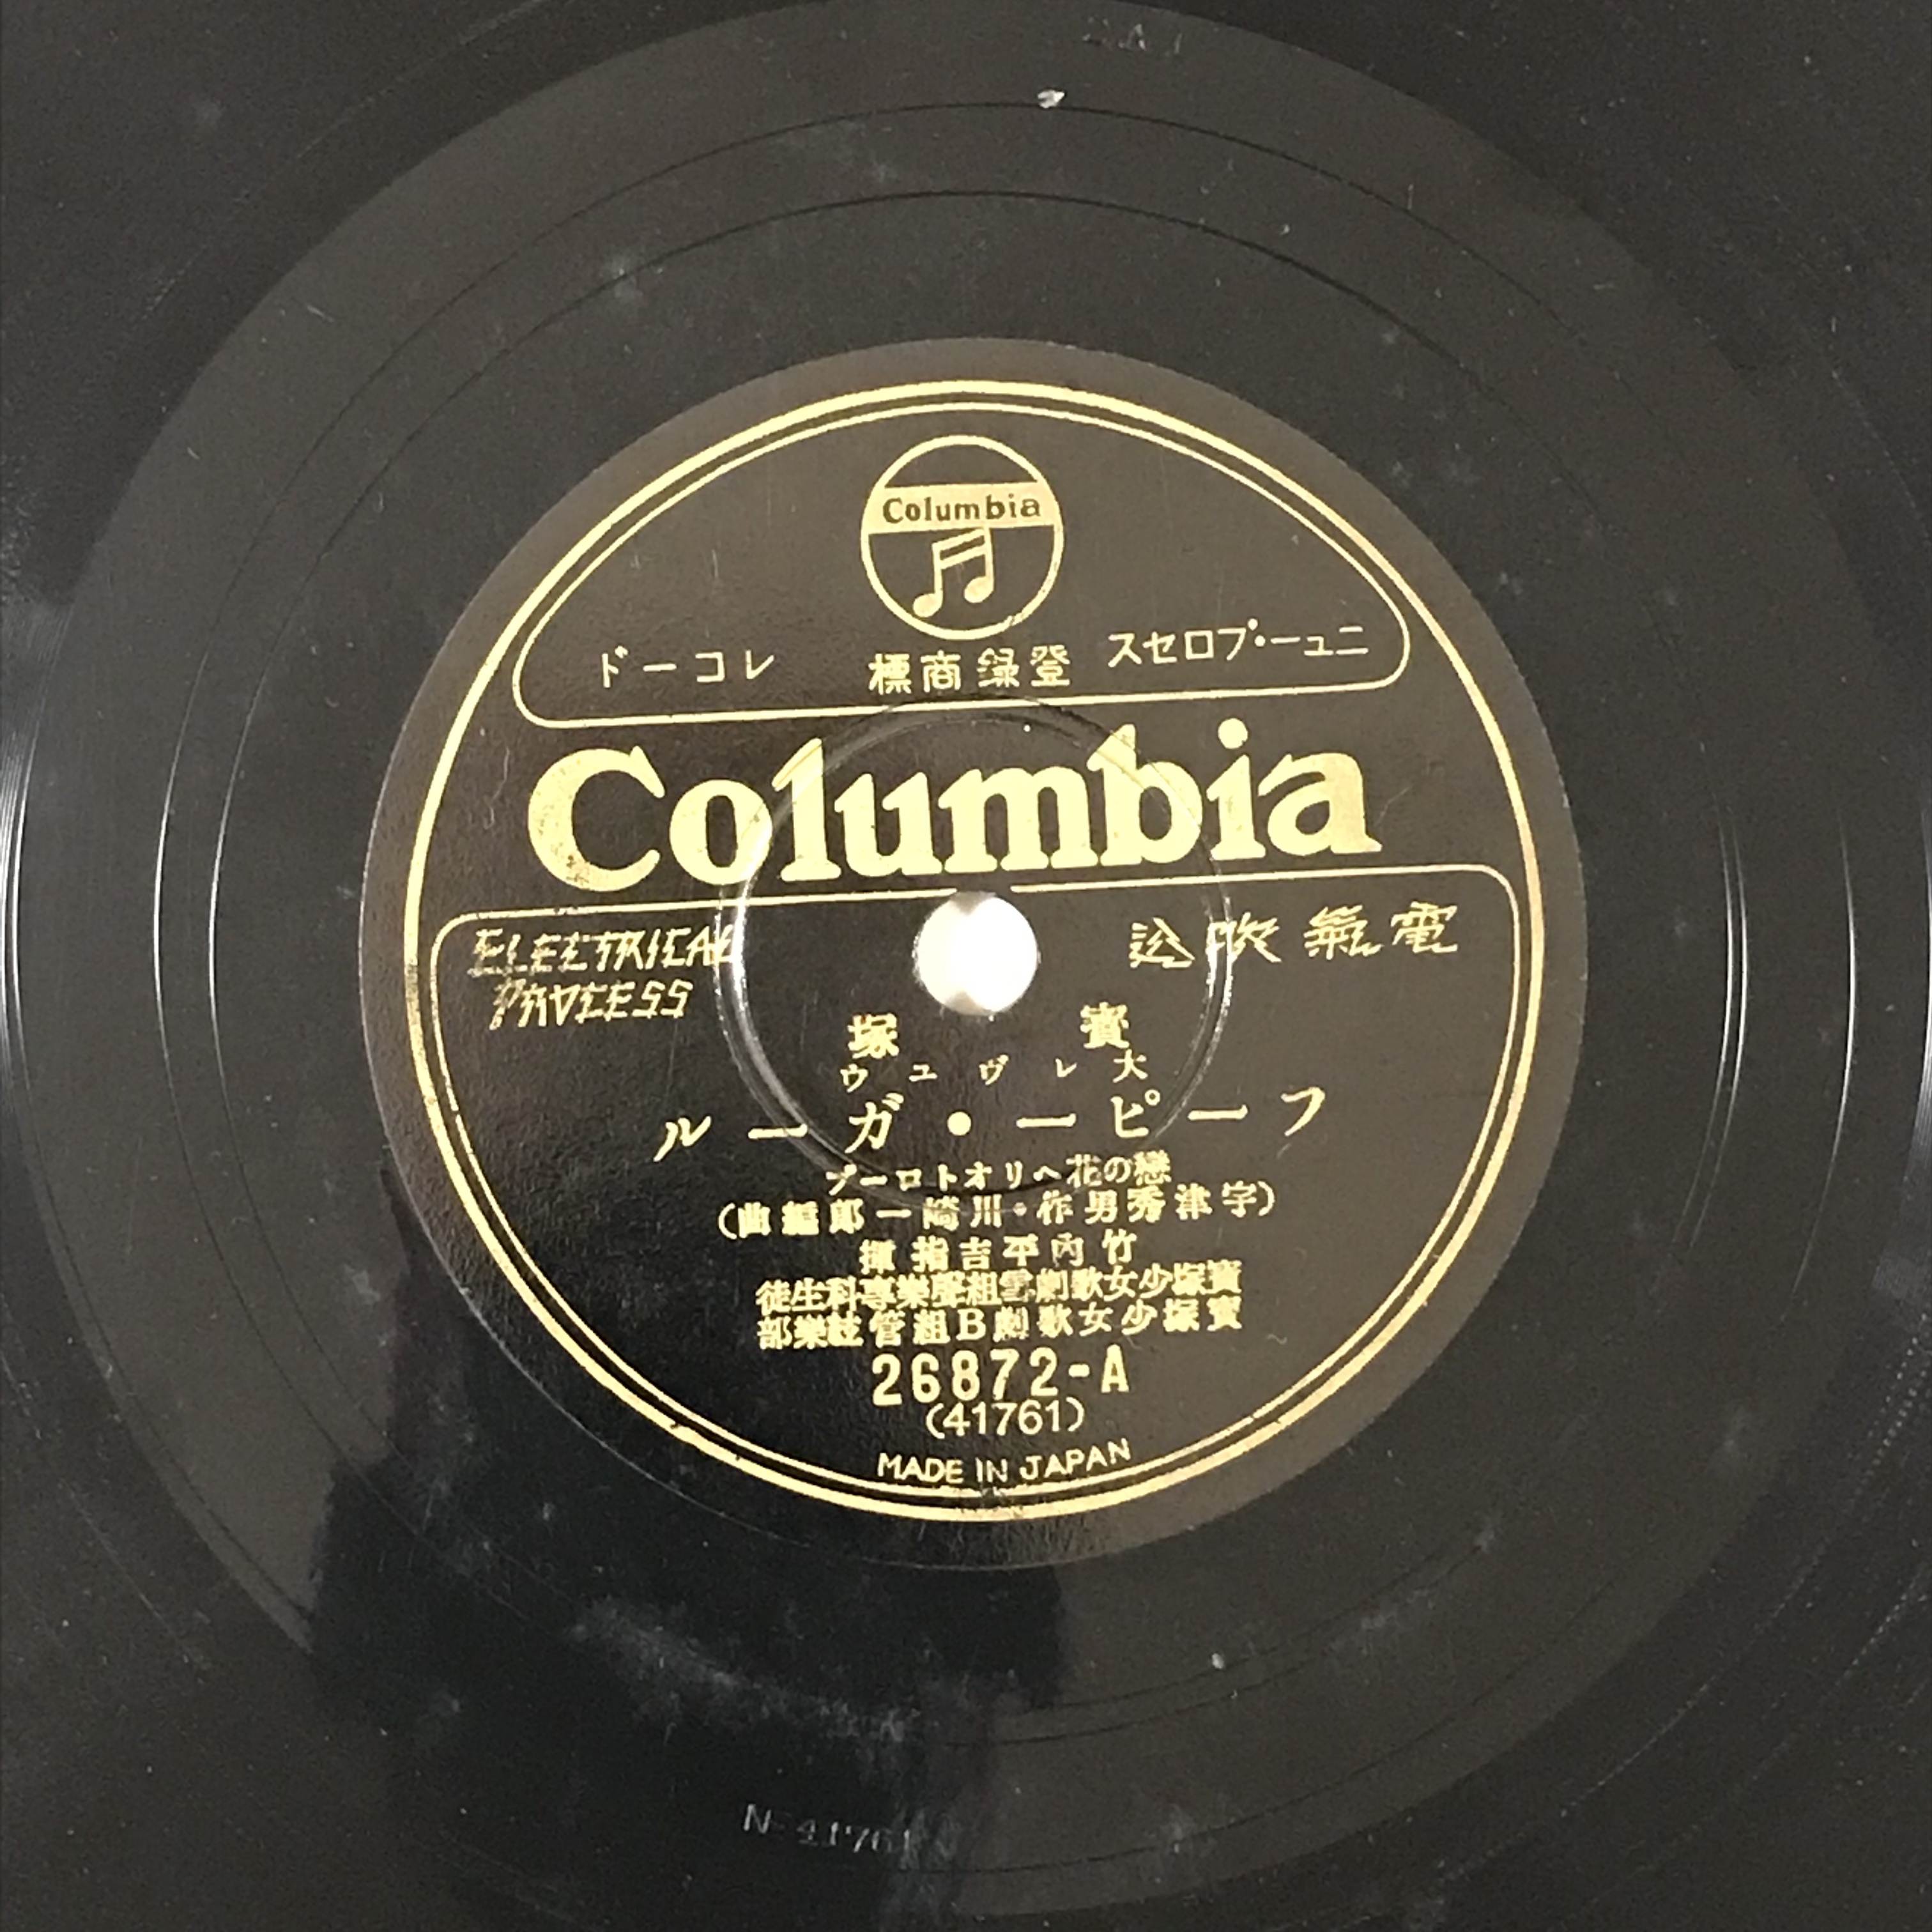 Columbia
ニュー・プロセス 登録商標 レコード
Columbia
ELECTRICAL
PROCESS
電氣吹込
寶塚
大レヴユウ
フーピー・ガール
戀の花ヘリオトロープ
(宇津秀男作・川崎一郎編曲)
竹內平吉指揮
寶塚少女歌劇雪組聲樂專科生徒
寶塚少女歌劇B組管絃樂部
26872-A
(41761)
MADE IN JAPAN